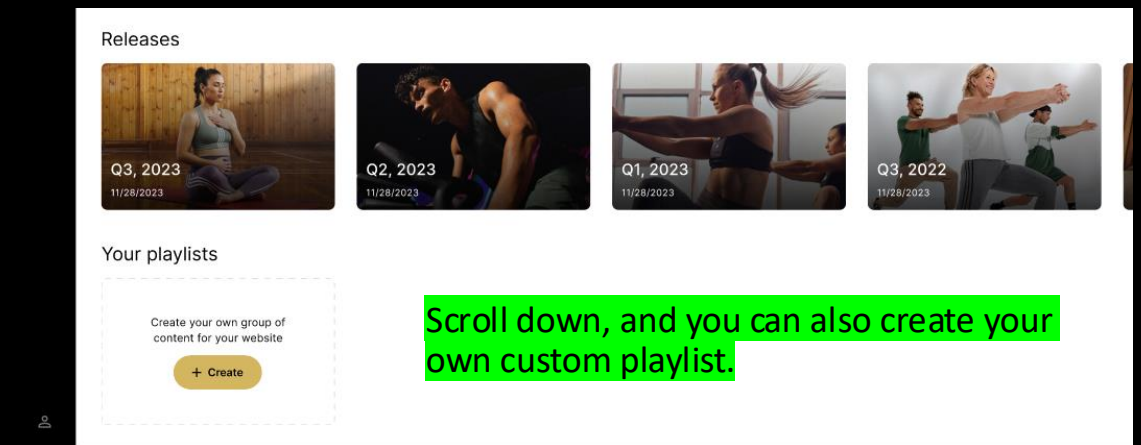 Releases
Q3, 2023
11/28/2023
Q2, 2023
11/28/2023
Q1, 2023
11/28/2023
Q3, 2022
11/28/2023
Your playlists
Create your own group of
content for your website
+ Create
Scroll down, and you can also create your
own custom playlist.